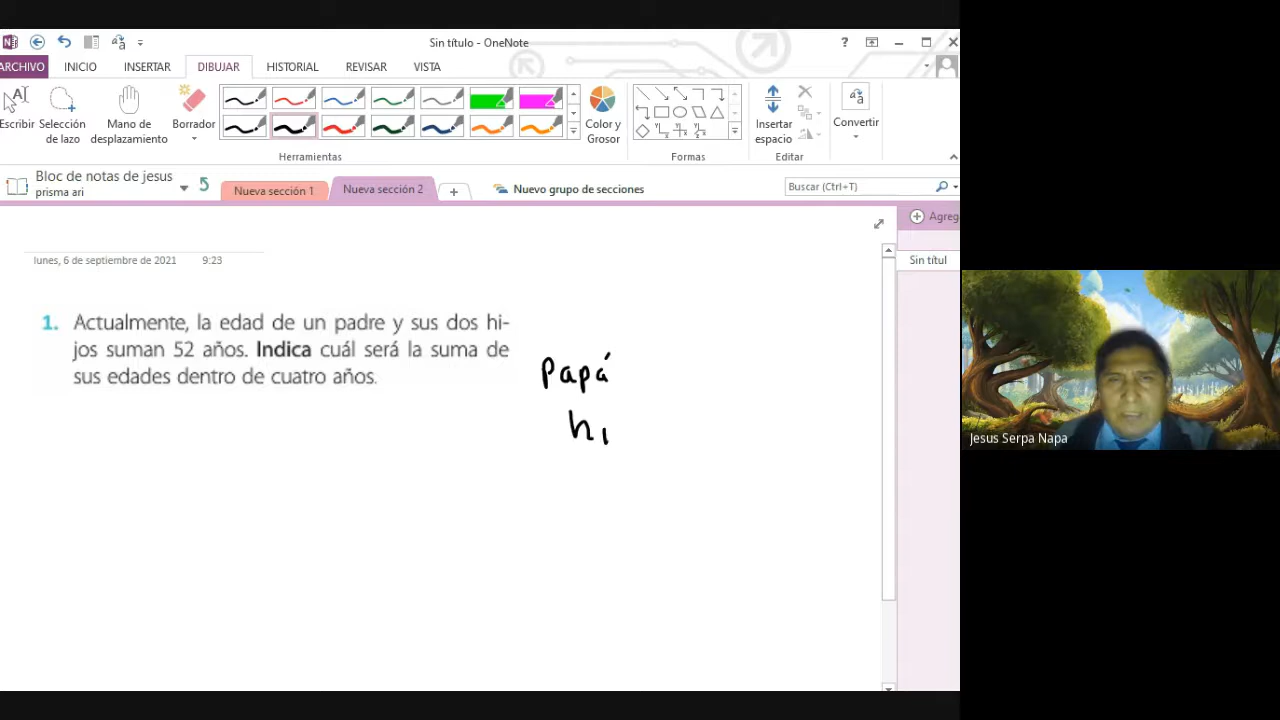 Sin título - OneNote
ARCHIVO INICIO INSERTAR DIBUJAR HISTORIAL REVISAR VISTA
Escribir
Selección de lazo
Mano de desplazamiento
Borrador
Color y Grosor
Insertar espacio
Convertir
Herramientas Formas Editar
Bloc de notas de jesus
prisma ari
Nueva sección 1
Nueva sección 2
Nuevo grupo de secciones
Buscar (Ctrl+T)
Agreg
Sin títul
lunes, 6 de septiembre de 2021 9:23
1. Actualmente, la edad de un padre y sus dos hi-
jos suman 52 años. Indica cuál será la suma de
sus edades dentro de cuatro años.
Papá
hi
Jesus Serpa Napa